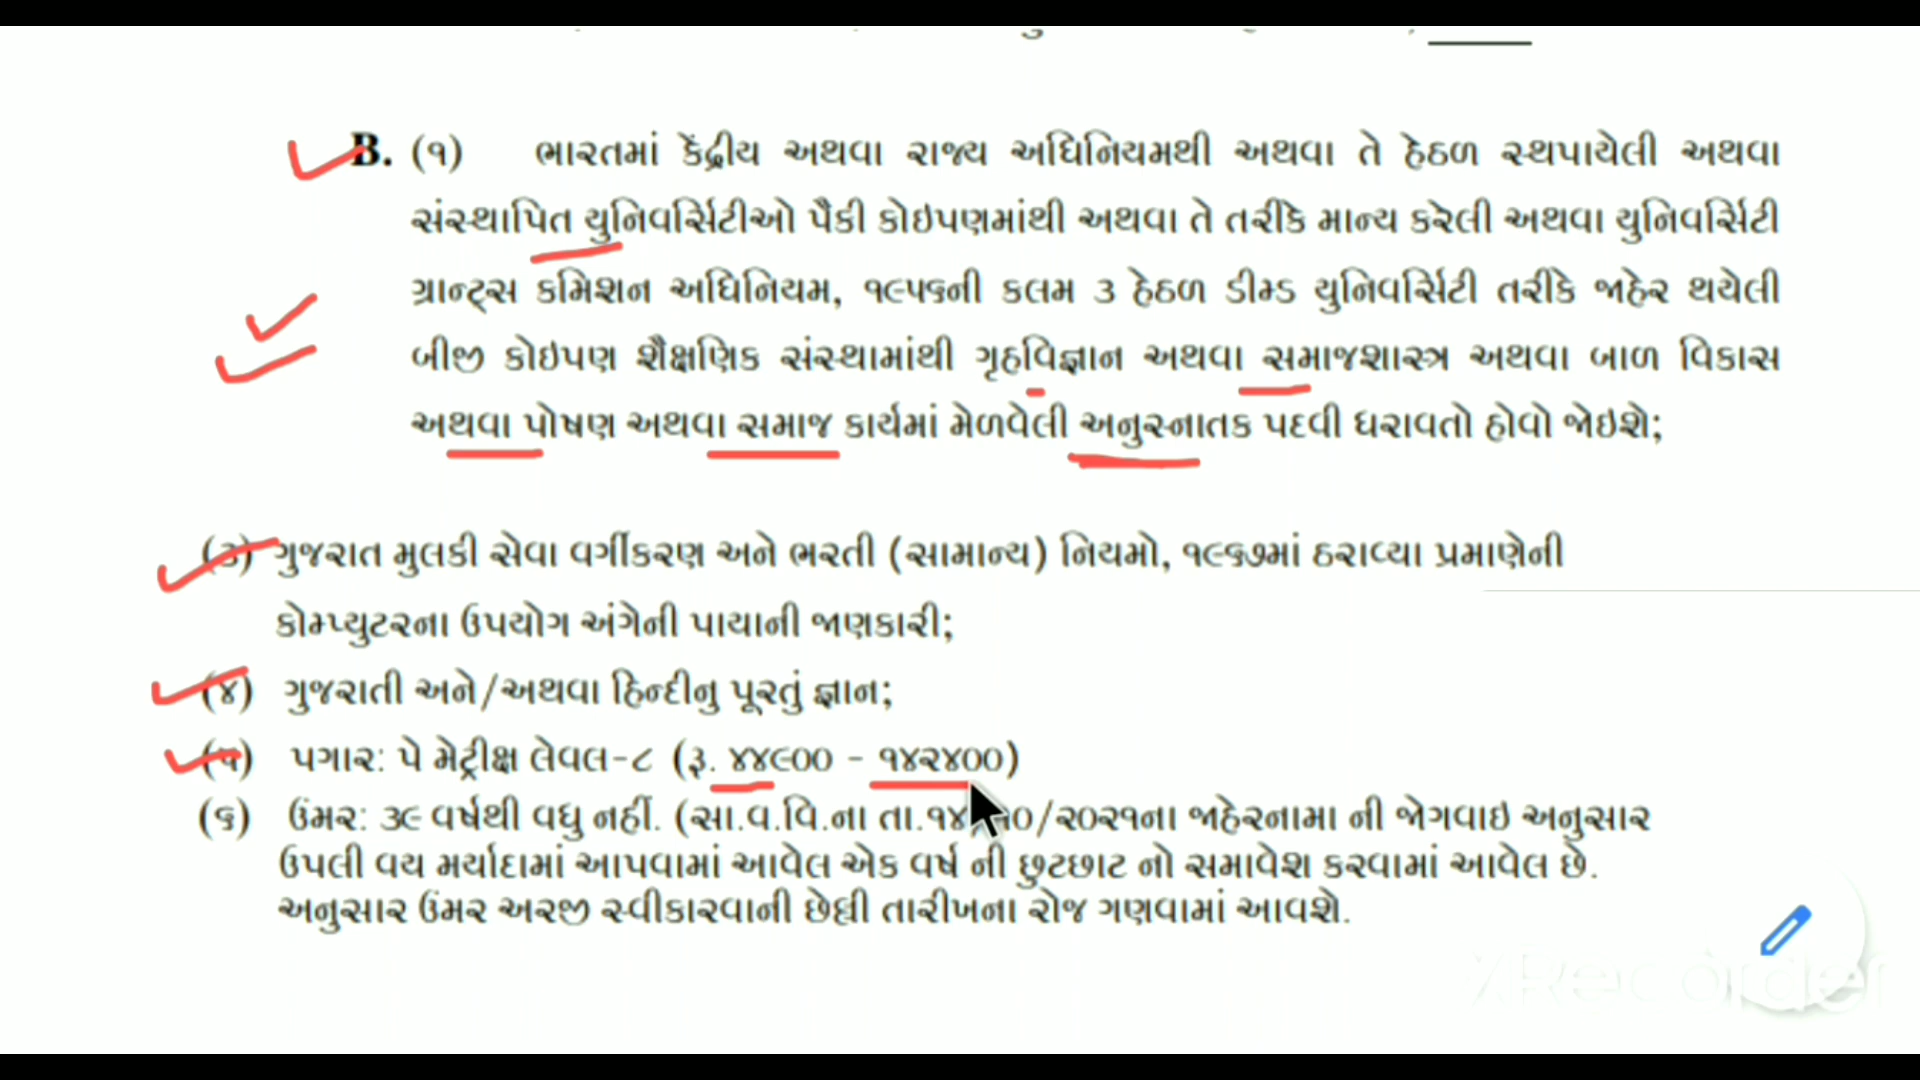 B. (૧) ભારતમાં કેંદ્રીય અથવા રાજ્ય અધિનિયમથી અથવા તે હેઠળ સ્થપાયેલી અથવા
સંસ્થાપિત યુનિવર્સિટીઓ પૈકી કોઇપણમાંથી અથવા તે તરીકે માન્ય કરેલી અથવા યુનિવર્સિટી
ગ્રાન્ટ્સ કમિશન અધિનિયમ, ૧૯૫૬ની કલમ ૩ હેઠળ ડીમ્ડ યુનિવર્સિટી તરીકે જાહેર થયેલી
બીજી કોઇપણ શૈક્ષણિક સંસ્થામાંથી ગૃહવિજ્ઞાન અથવા સમાજશાસ્ત્ર અથવા બાળ વિકાસ
અથવા પોષણ અથવા સમાજ કાર્યમાં મેળવેલી અનુસ્નાતક પદવી ધરાવતો હોવો જોઇશે;
(૩) ગુજરાત મુલકી સેવા વર્ગીકરણ અને ભરતી (સામાન્ય) નિયમો, ૧૯૬૭માં ઠરાવ્યા પ્રમાણેની
કોમ્પ્યુટરના ઉપયોગ અંગેની પાયાની જાણકારી;
(૪) ગુજરાતી અને/અથવા હિન્દીનુ પૂરતું જ્ઞાન;
(૫) પગાર: પે મેટ્રીક્ષ લેવલ-૮ (રૂ. ૪૪૯૦૦ - ૧૪૨૪૦૦)
(૬) ઉંમર: ૩૯ વર્ષથી વધુ નહીં. (સા.વ.વિ.ના તા.૧૪/૧૦/૨૦૨૧ના જાહેરનામા ની જોગવાઇ અનુસાર
ઉપલી વય મર્યાદામાં આપવામાં આવેલ એક વર્ષ ની છુટછાટ નો સમાવેશ કરવામાં આવેલ છે.
અનુસાર ઉંમર અરજી સ્વીકારવાની છેલ્લી તારીખના રોજ ગણવામાં આવશે.
XRecorder